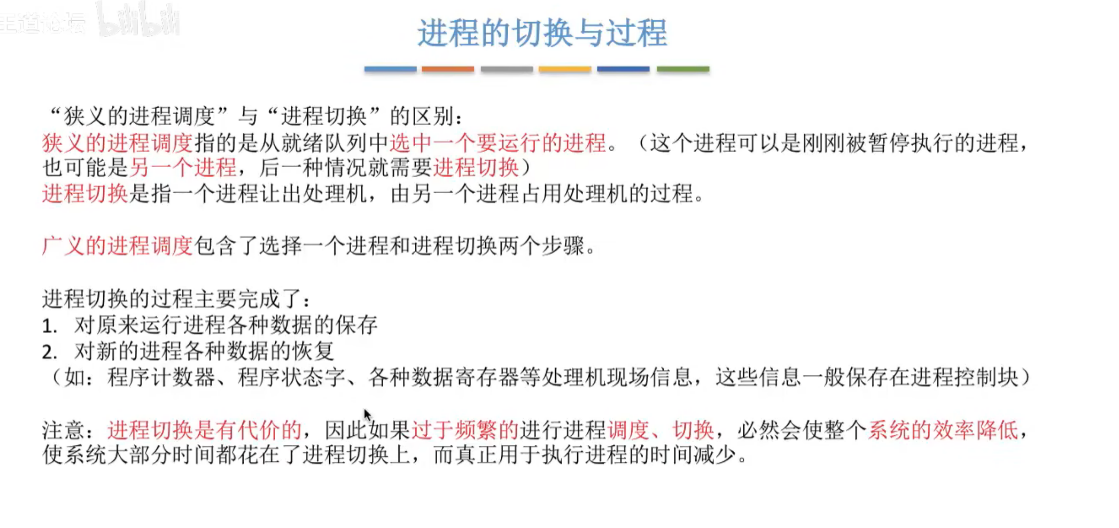 bilibili
进程的切换与过程
“狭义的进程调度”与“进程切换”的区别：
狭义的进程调度指的是从就绪队列中选中一个要运行的进程。（这个进程可以是刚刚被暂停执行的进程，
也可能是另一个进程，后一种情况就需要进程切换）
进程切换是指一个进程让出处理机，由另一个进程占用处理机的过程。
广义的进程调度包含了选择一个进程和进程切换两个步骤。
进程切换的过程主要完成了：
1. 对原来运行进程各种数据的保存
2. 对新的进程各种数据的恢复
（如：程序计数器、程序状态字、各种数据寄存器等处理机现场信息，这些信息一般保存在进程控制块）
注意：进程切换是有代价的，因此如果过于频繁的进行进程调度、切换，必然会使整个系统的效率降低，
使系统大部分时间都花在了进程切换上，而真正用于执行进程的时间减少。